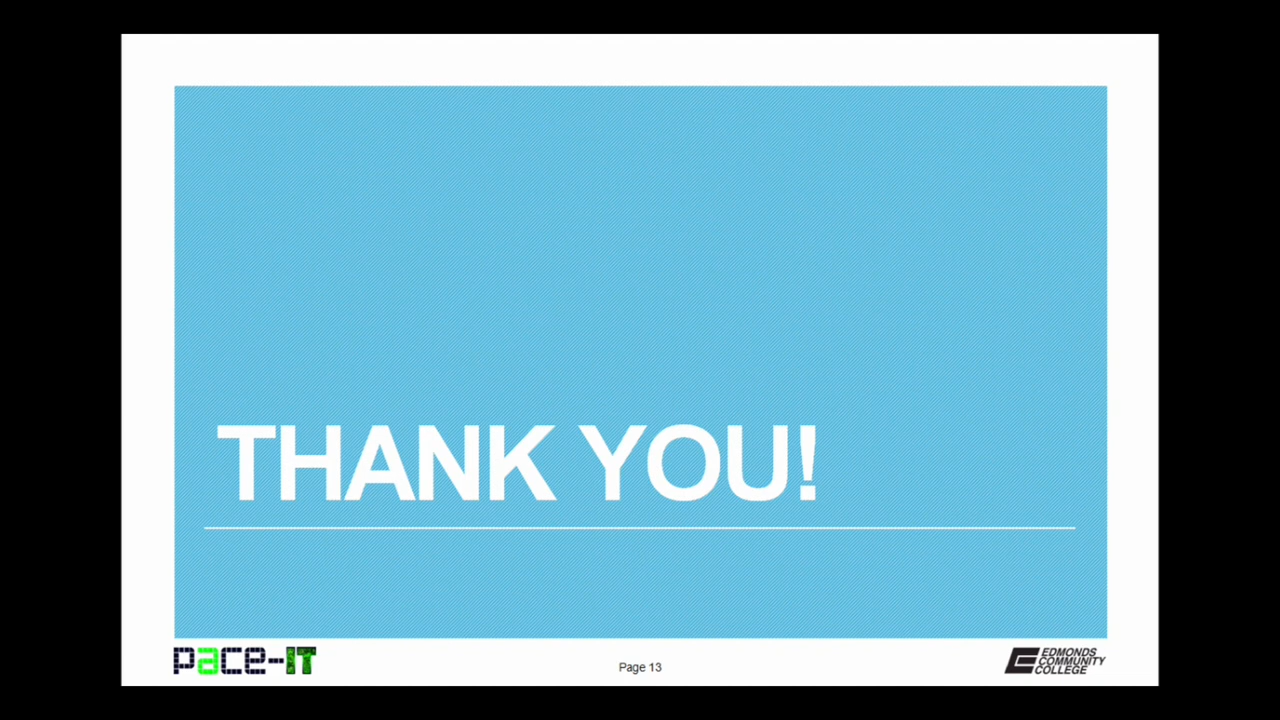 THANK YOU!
pace-IT
Page 13
EDMONDS
COMMUNITY
COLLEGE